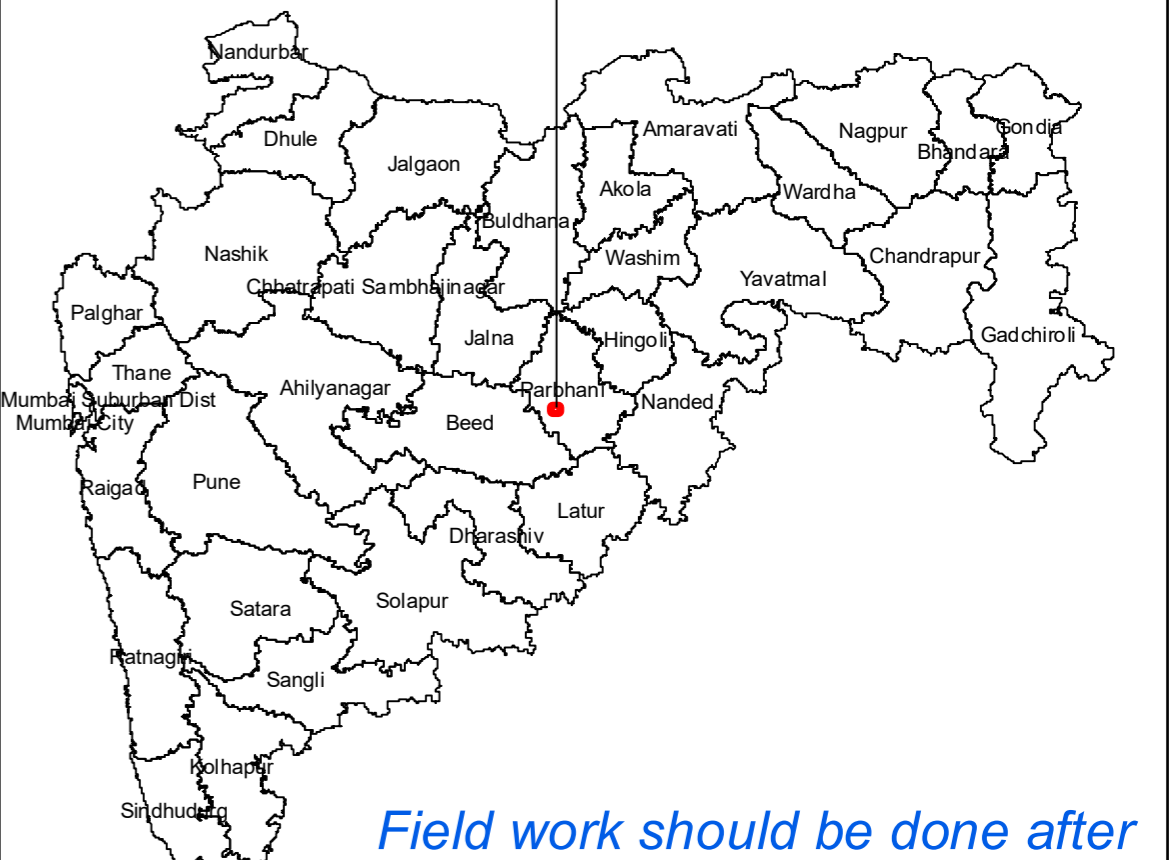 Nandurbar
Dhule
Jalgaon
Amaravati
Nagpur
Gondia
Bhandara
Akola
Wardha
Buldhana
Nashik
Washim
Chandrapur
Yavatmal
Chhatrapati Sambhajinagar
Palghar
Jalna
Hingoli
Gadchiroli
Thane
Ahilyanagar
Parbhani
Mumbai Suburban Dist
Nanded
Mumbai City
Beed
Raigad
Pune
Latur
Dharashiv
Satara
Solapur
Ratnagiri
Sangli
Kolhapur
Sindhudurg
Field work should be done after